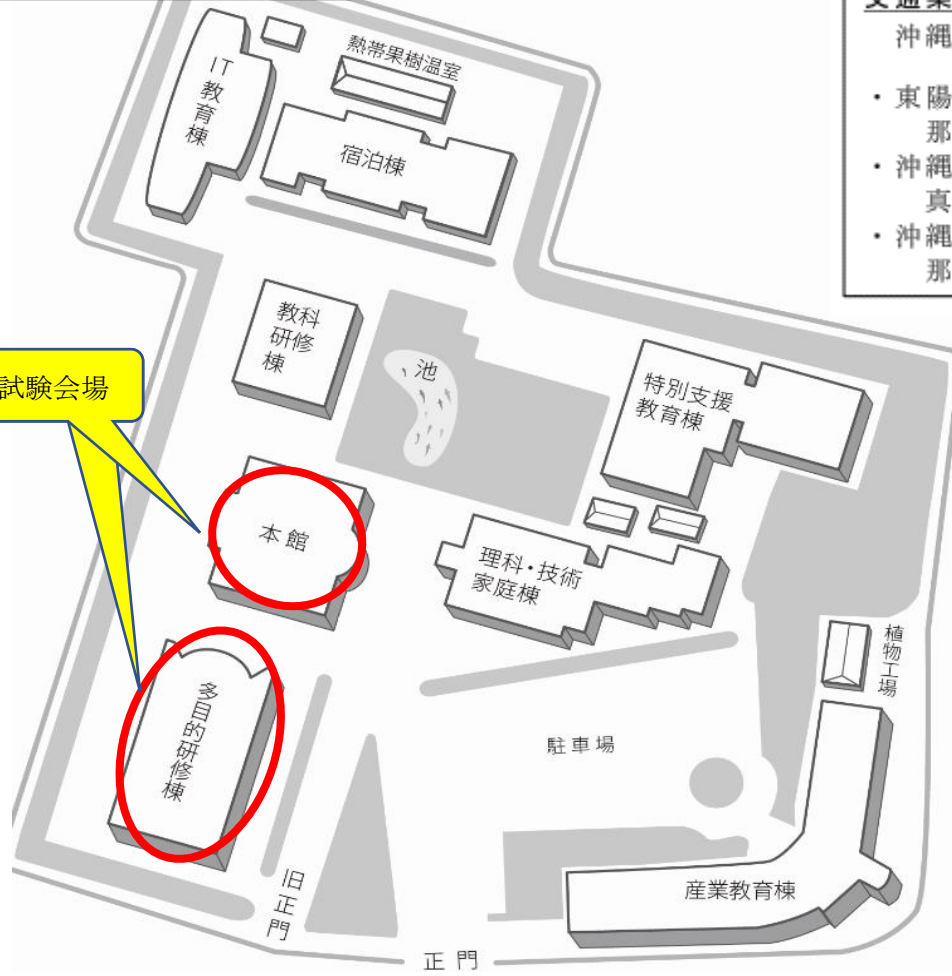 沖縄
・東陽
那
・沖縄
真
・沖縄
那
熱帯果樹温室
IT教育棟
宿泊棟
教科
研修
棟
池
特別支援
教育棟
試験会場
本館
理科・技術
家庭棟
植物工場
多目的研修棟
駐車場
産業教育棟
旧正門
正門